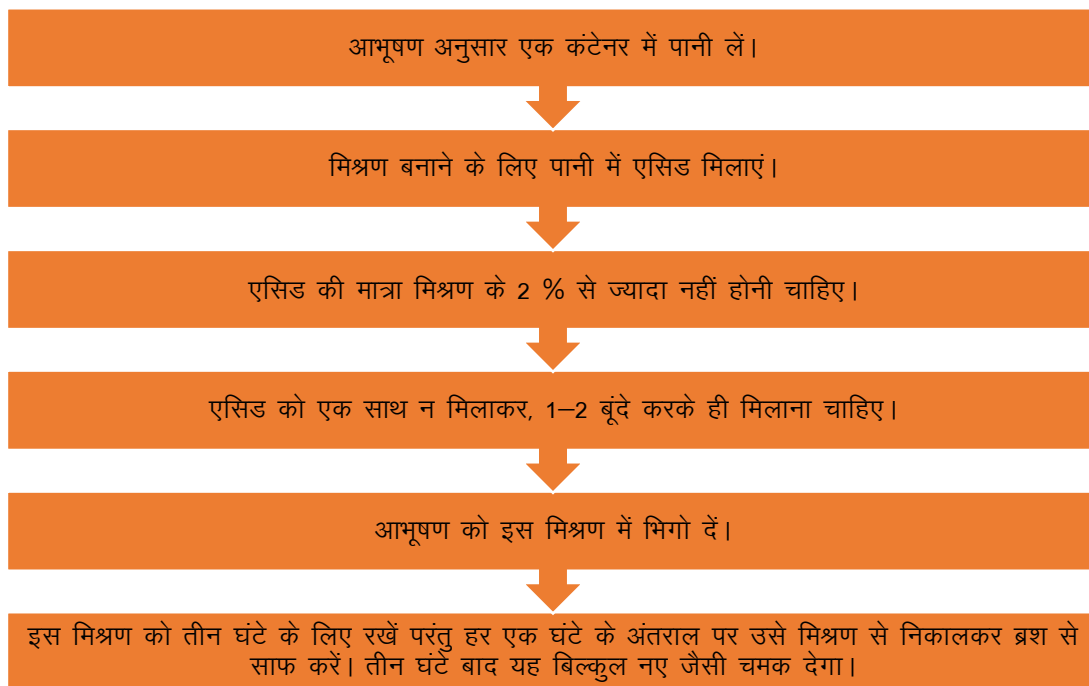 आभूषण अनुसार एक कंटेनर में पानी लें।
मिश्रण बनाने के लिए पानी में एसिड मिलाएं।
एसिड की मात्रा मिश्रण के 2 % से ज्यादा नहीं होनी चाहिए।
एसिड को एक साथ न मिलाकर, 1–2 बूंदे करके ही मिलाना चाहिए।
आभूषण को इस मिश्रण में भिगो दें।
इस मिश्रण को तीन घंटे के लिए रखें परंतु हर एक घंटे के अंतराल पर उसे मिश्रण से निकालकर ब्रश से
साफ करें। तीन घंटे बाद यह बिल्कुल नए जैसी चमक देगा।